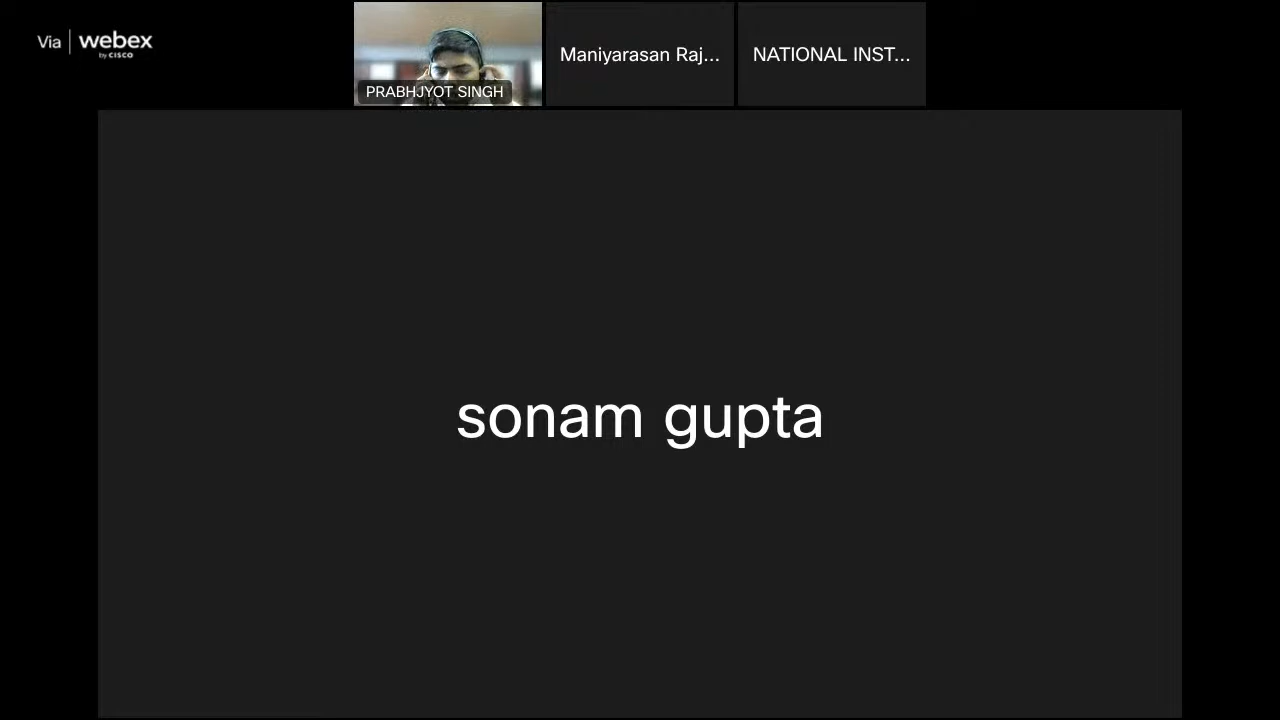 Via webex
by CISCO
PRABHJYOT SINGH
Maniyarasan Raj...
NATIONAL INST...
sonam gupta